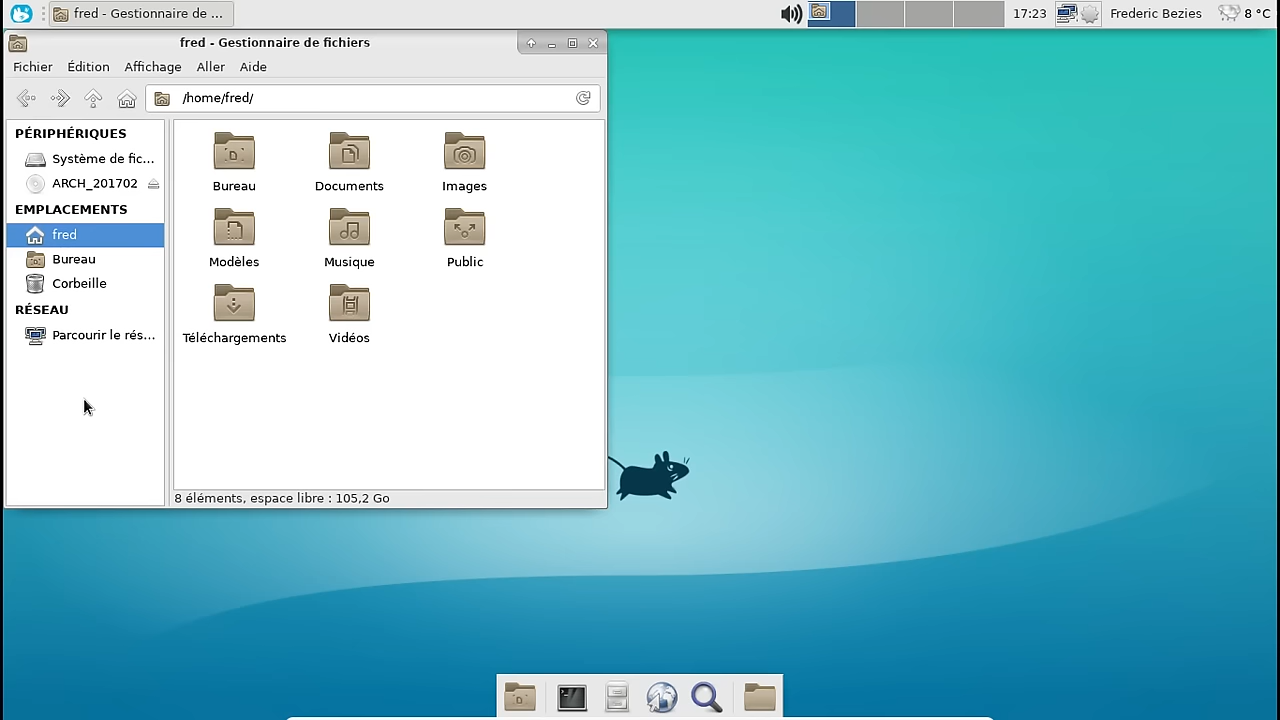 fred - Gestionnaire de ...
17:23
Frederic Bezies
8 °C
fred - Gestionnaire de fichiers
Fichier Édition Affichage Aller Aide
/home/fred/
PÉRIPHÉRIQUES
Système de fic...
ARCH_201702
EMPLACEMENTS
fred
Bureau
Corbeille
RÉSEAU
Parcourir le rés...
Bureau Documents Images
Modèles Musique Public
Téléchargements Vidéos
8 éléments, espace libre : 105,2 Go